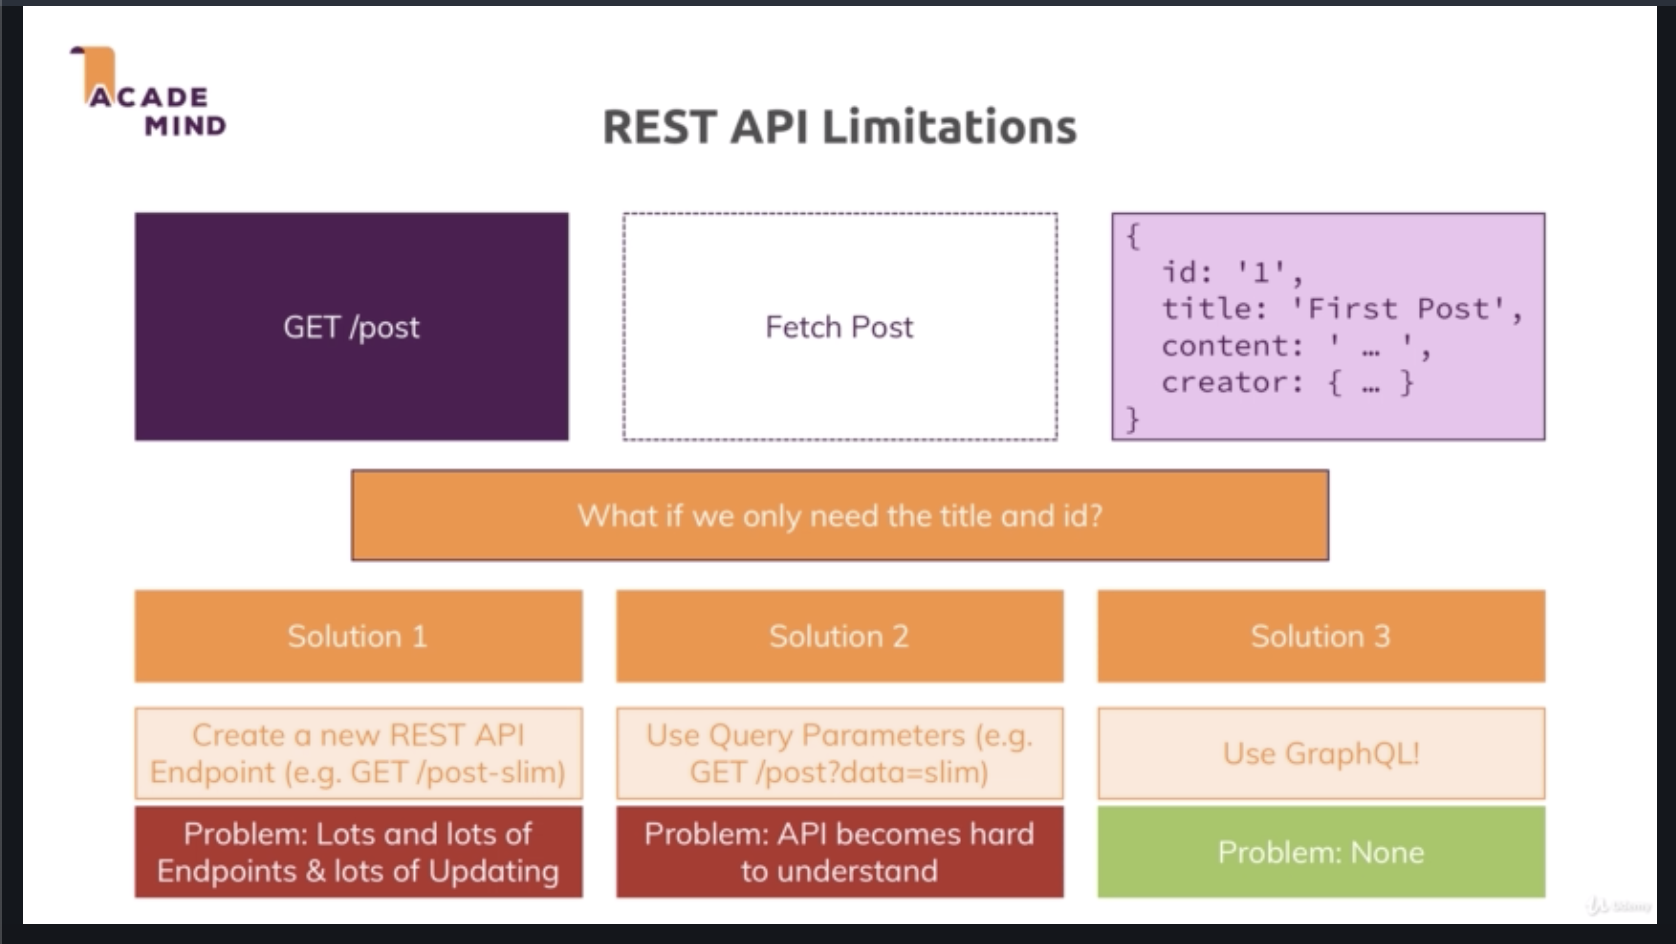 ACADE
MIND
REST API Limitations
GET /post
Fetch Post
{
id: '1',
title: 'First Post',
content: ' … ',
creator: { … }
}
What if we only need the title and id?
Solution 1
Solution 2
Solution 3
Create a new REST API
Endpoint (e.g. GET /post-slim)
Use Query Parameters (e.g.
GET /post?data=slim)
Use GraphQL!
Problem: Lots and lots of
Endpoints & lots of Updating
Problem: API becomes hard
to understand
Problem: None
Udemy